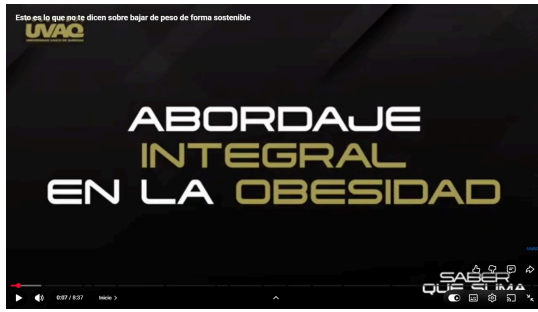 Esto es lo que no te dicen sobre bajar de peso de forma sostenible
UVAQ
ABORDAJE
INTEGRAL
EN LA OBESIDAD
SABER
QUE SUMA
0:07 / 8:37
Inicio